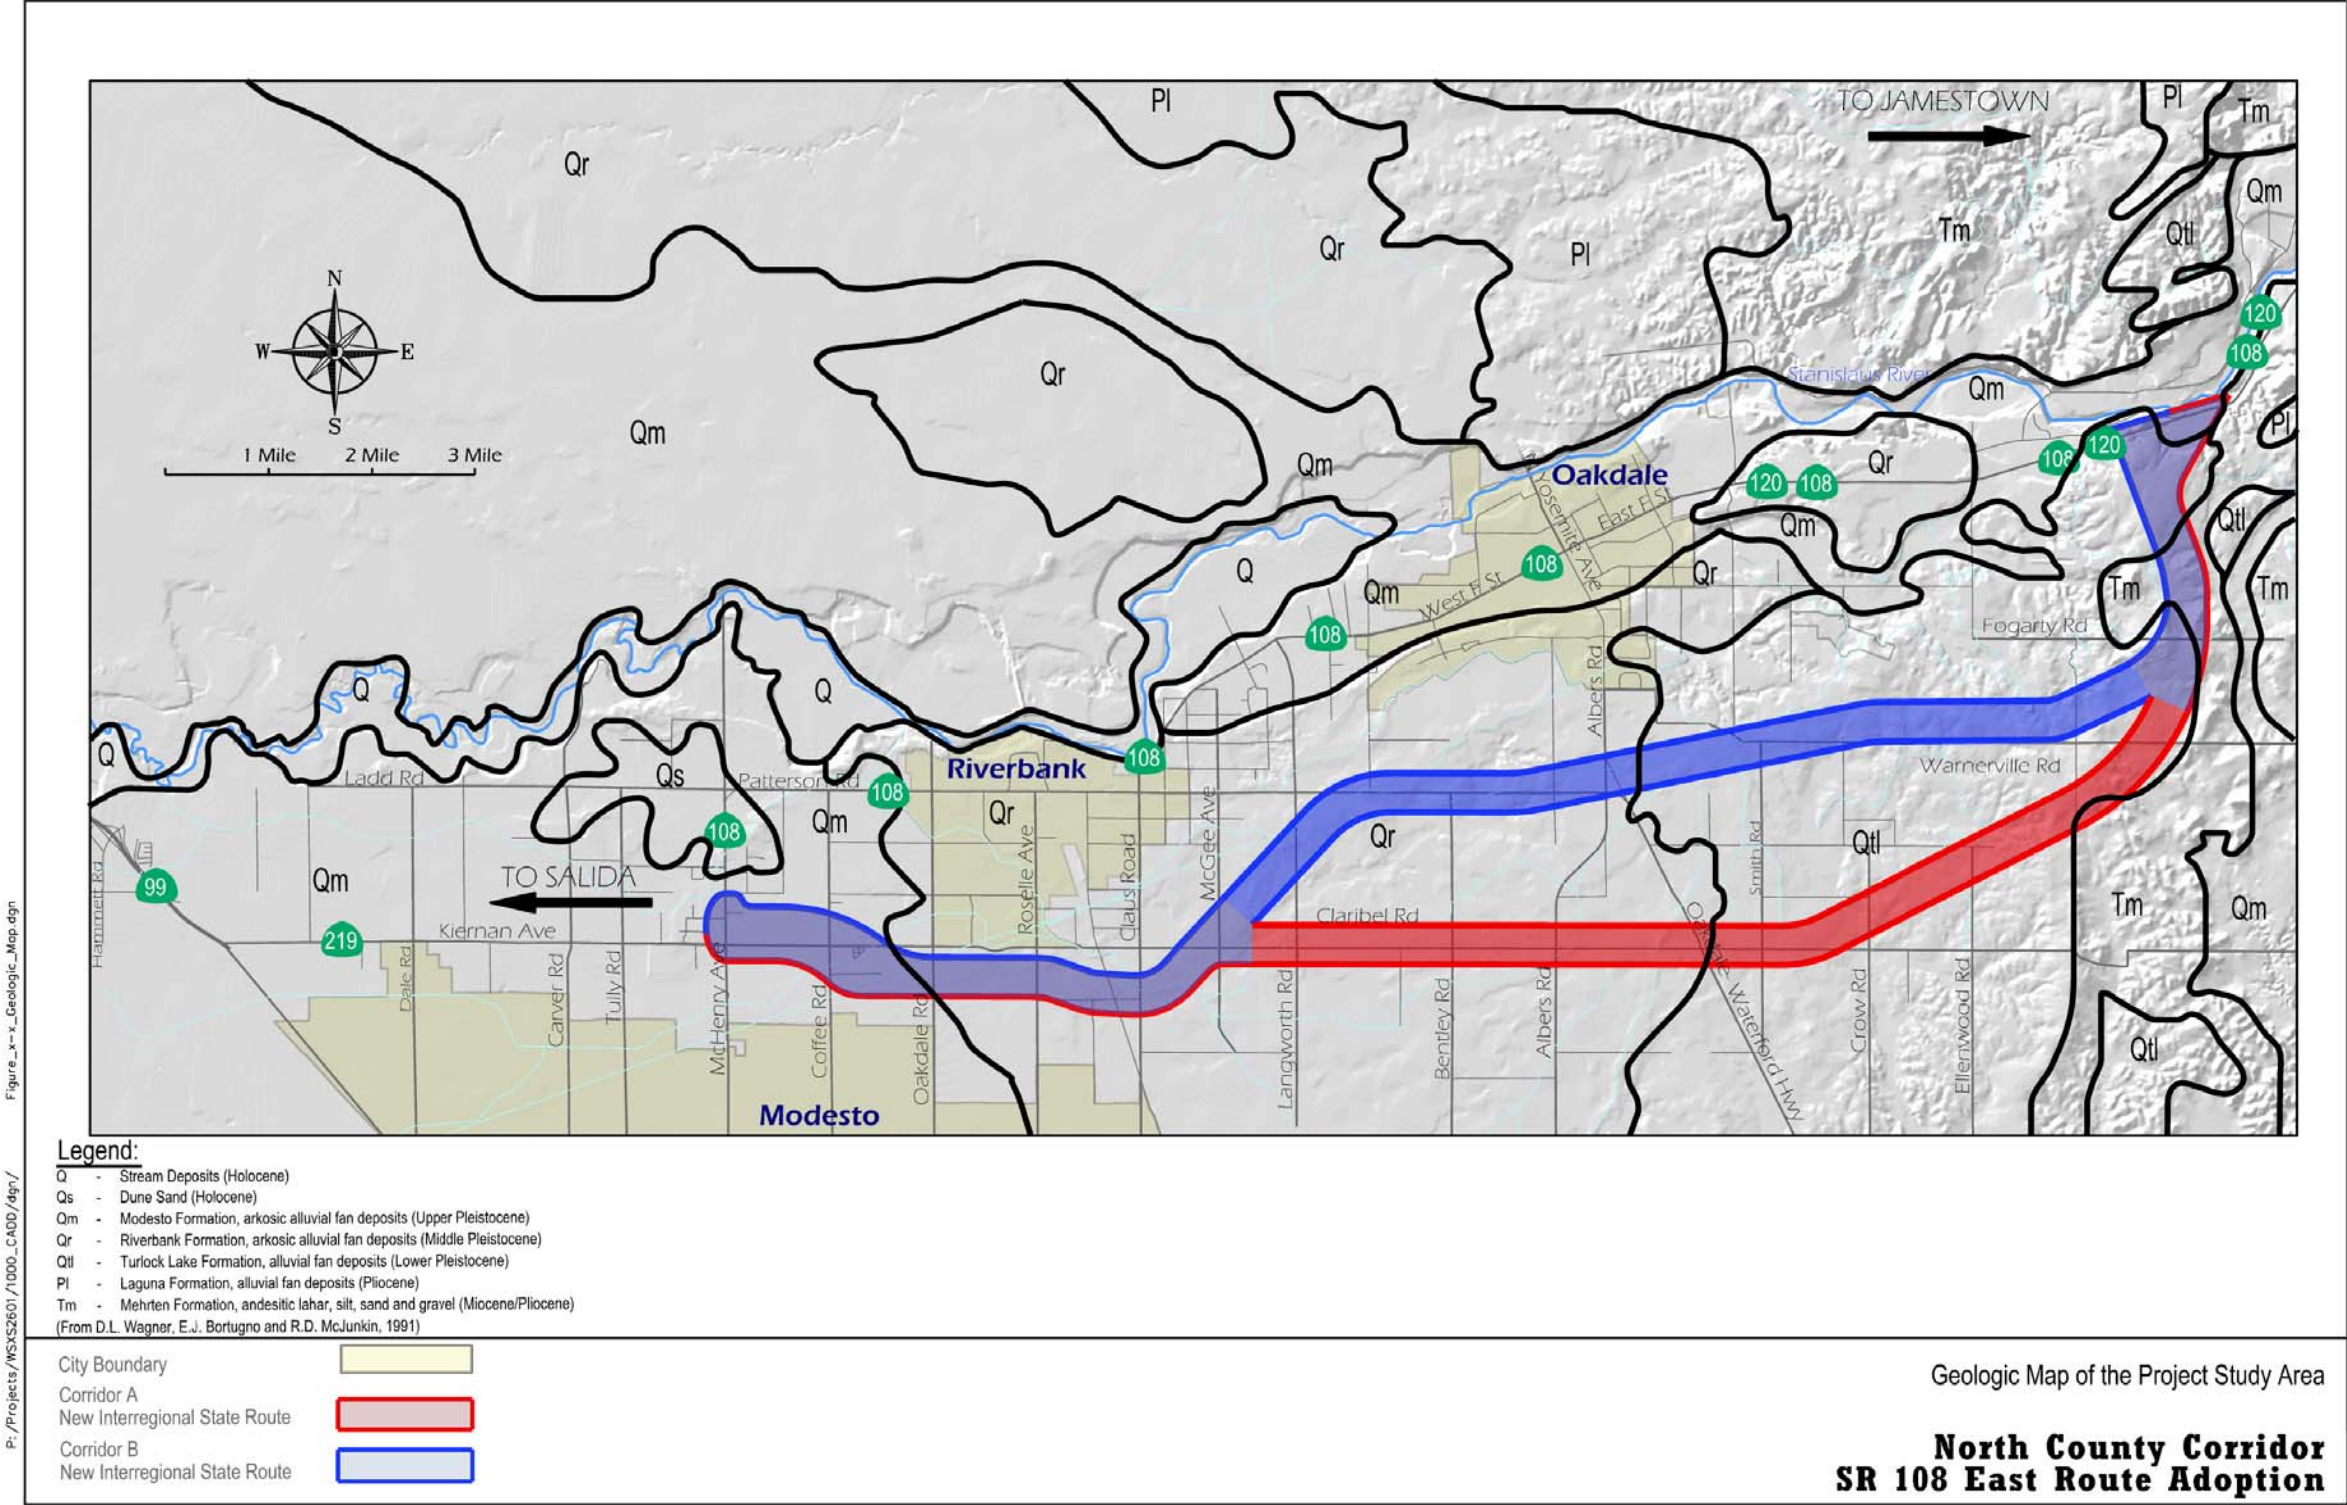 Pl
TO JAMESTOWN
Pl
Tm
Qr
Qm
Qr
Pl
Tm
Qtl
N
W
E
S
120
108
Qr
Stanislaus River
Qm
Pl
Qm
1 Mile
2 Mile
3 Mile
Qm
Oakdale
Qr
108
120
120
108
Yosemite Ave
East F St
Qm
Qtl
Q
108
Qr
Tm
Tm
Qm
West F St
108
Fogarty Rd
Q
Q
Albers Rd
Q
108
Riverbank
Ladd Rd
Qs
Patterson Rd
108
Warnerville Rd
108
Qm
Qr
Roselle Ave
Claus Road
McGee Ave
Qr
Smith Rd
Qtl
99
Hammett Rd
Qm
TO SALIDA
Claribel Rd
Tm
Qm
219
Kiernan Ave
Dale Rd
Carver Rd
Tully Rd
McHenry Ave
Coffee Rd
Oakdale Rd
Langworth Rd
Bentley Rd
Albers Rd
Oakdale Waterford HWY
Crow Rd
Ellenwood Rd
Qtl
Modesto
Legend:
Q - Stream Deposits (Holocene)
Qs - Dune Sand (Holocene)
Qm - Modesto Formation, arkosic alluvial fan deposits (Upper Pleistocene)
Qr - Riverbank Formation, arkosic alluvial fan deposits (Middle Pleistocene)
Qtl - Turlock Lake Formation, alluvial fan deposits (Lower Pleistocene)
Pl - Laguna Formation, alluvial fan deposits (Pliocene)
Tm - Mehrten Formation, andesitic lahar, silt, sand and gravel (Miocene/Pliocene)
(From D.L. Wagner, E.J. Bortugno and R.D. McJunkin, 1991)
City Boundary
Corridor A
New Interregional State Route
Corridor B
New Interregional State Route
Geologic Map of the Project Study Area
North County Corridor
SR 108 East Route Adoption
P:/Projects/WSXS2601/1000_CADD/dgn/ Figure_x-x_Geologic_Map.dgn